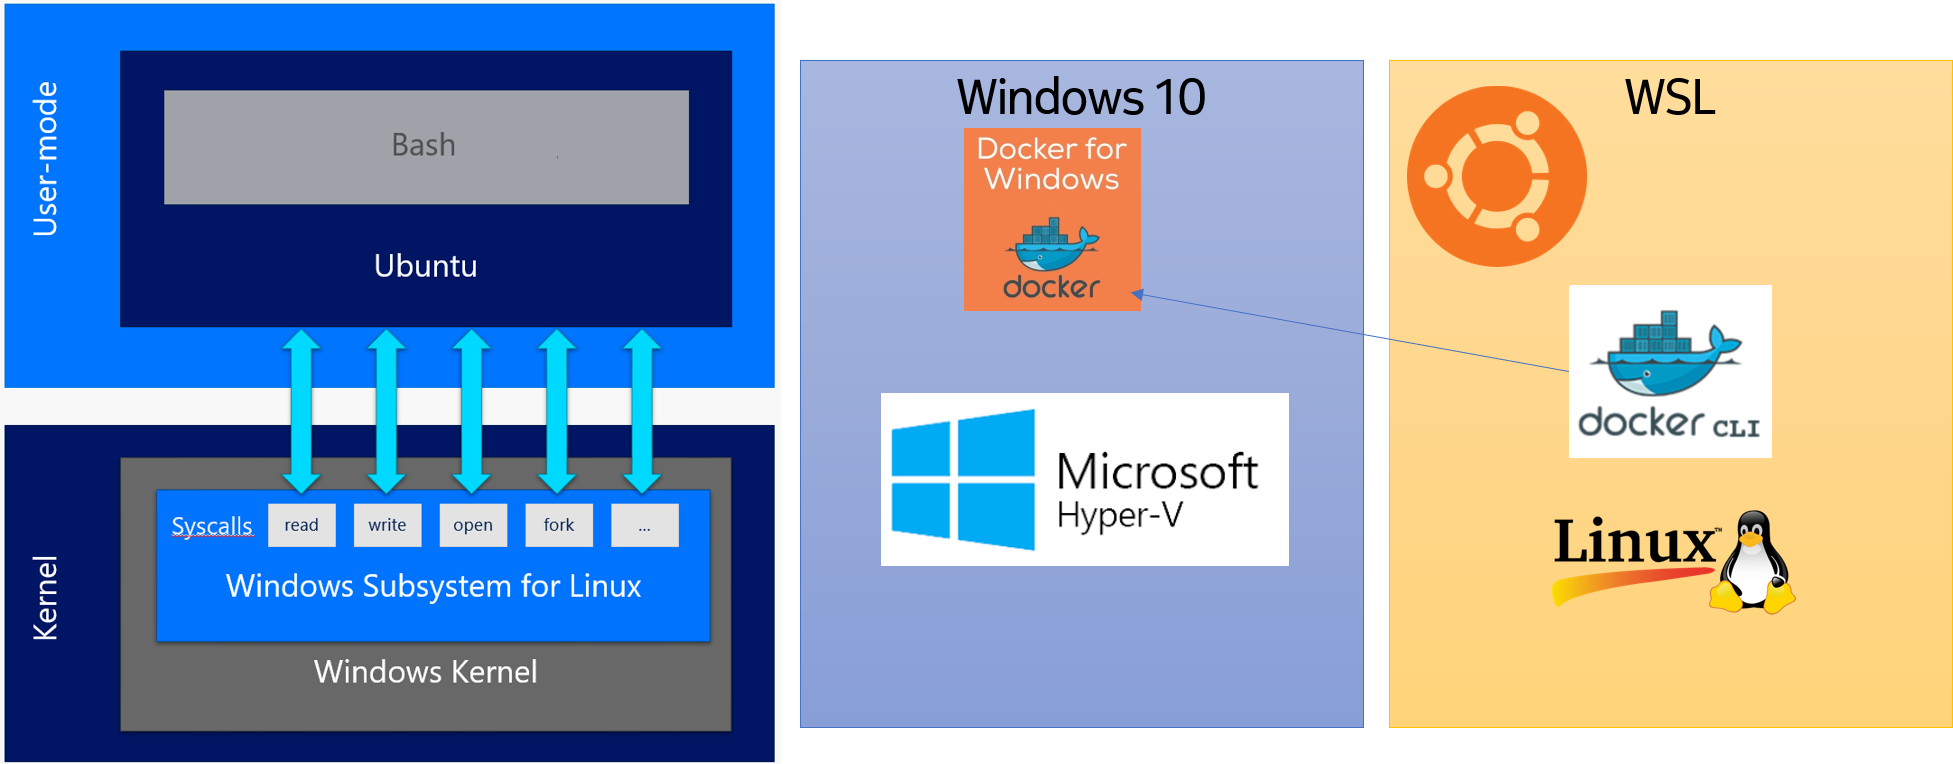 User-mode
Bash
Ubuntu
Kernel
Syscalls read write open fork ...
Windows Subsystem for Linux
Windows Kernel
Windows 10
Docker for
Windows
docker
Microsoft
Hyper-V
WSL
docker CLI
Linux™